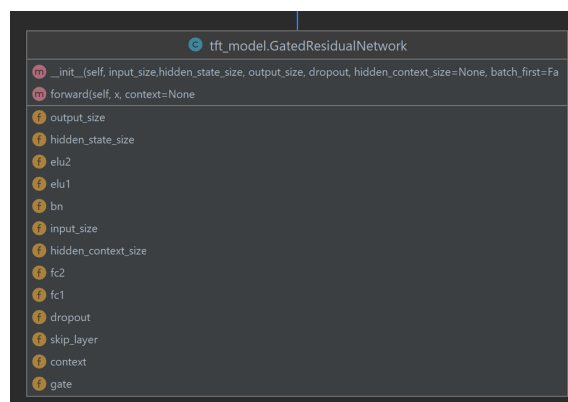 C tft_model.GatedResidualNetwork
m __init__(self, input_size,hidden_state_size, output_size, dropout, hidden_context_size=None, batch_first=Fa
m forward(self, x, context=None
f output_size
f hidden_state_size
f elu2
f elu1
f bn
f input_size
f hidden_context_size
f fc2
f fc1
f dropout
f skip_layer
f context
f gate